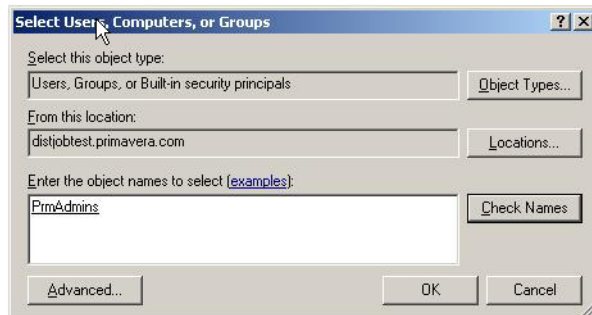 Select Users, Computers, or Groups
Select this object type:
Users, Groups, or Built-in security principals
Object Types...
From this location:
distjobtest.primavera.com
Locations...
Enter the object names to select (examples):
PrmAdmins
Check Names
Advanced...
OK
Cancel